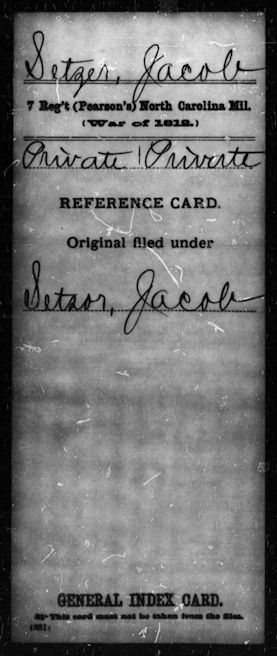 Setzer, Jacob
7 Reg't (Pearson's) North Carolina Mil.
(War of 1812.)
Private | Private
REFERENCE CARD.
Original filed under
Setzor, Jacob
GENERAL INDEX CARD.
This card must not be taken from the files.